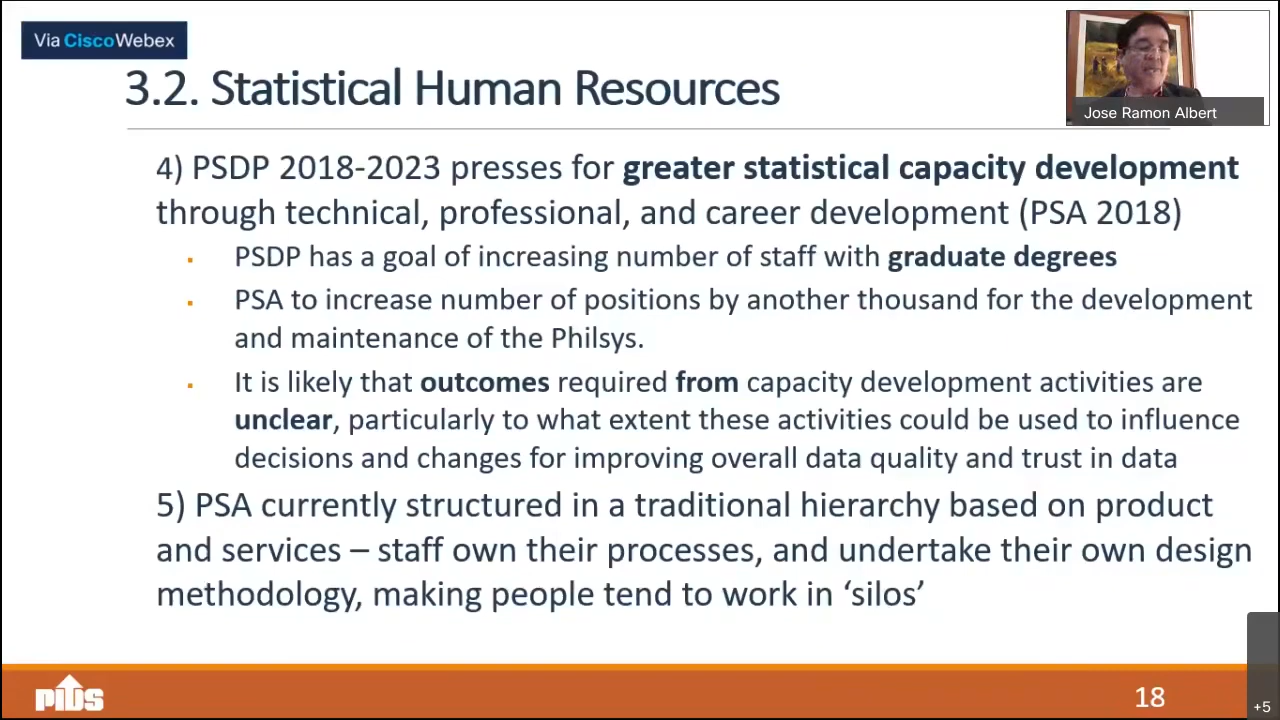 Via CiscoWebex
3.2. Statistical Human Resources
Jose Ramon Albert
4) PSDP 2018-2023 presses for greater statistical capacity development
through technical, professional, and career development (PSA 2018)
PSDP has a goal of increasing number of staff with graduate degrees
PSA to increase number of positions by another thousand for the development
and maintenance of the Philsys.
It is likely that outcomes required from capacity development activities are
unclear, particularly to what extent these activities could be used to influence
decisions and changes for improving overall data quality and trust in data
5) PSA currently structured in a traditional hierarchy based on product
and services – staff own their processes, and undertake their own design
methodology, making people tend to work in ‘silos’
PIDS
18
+5